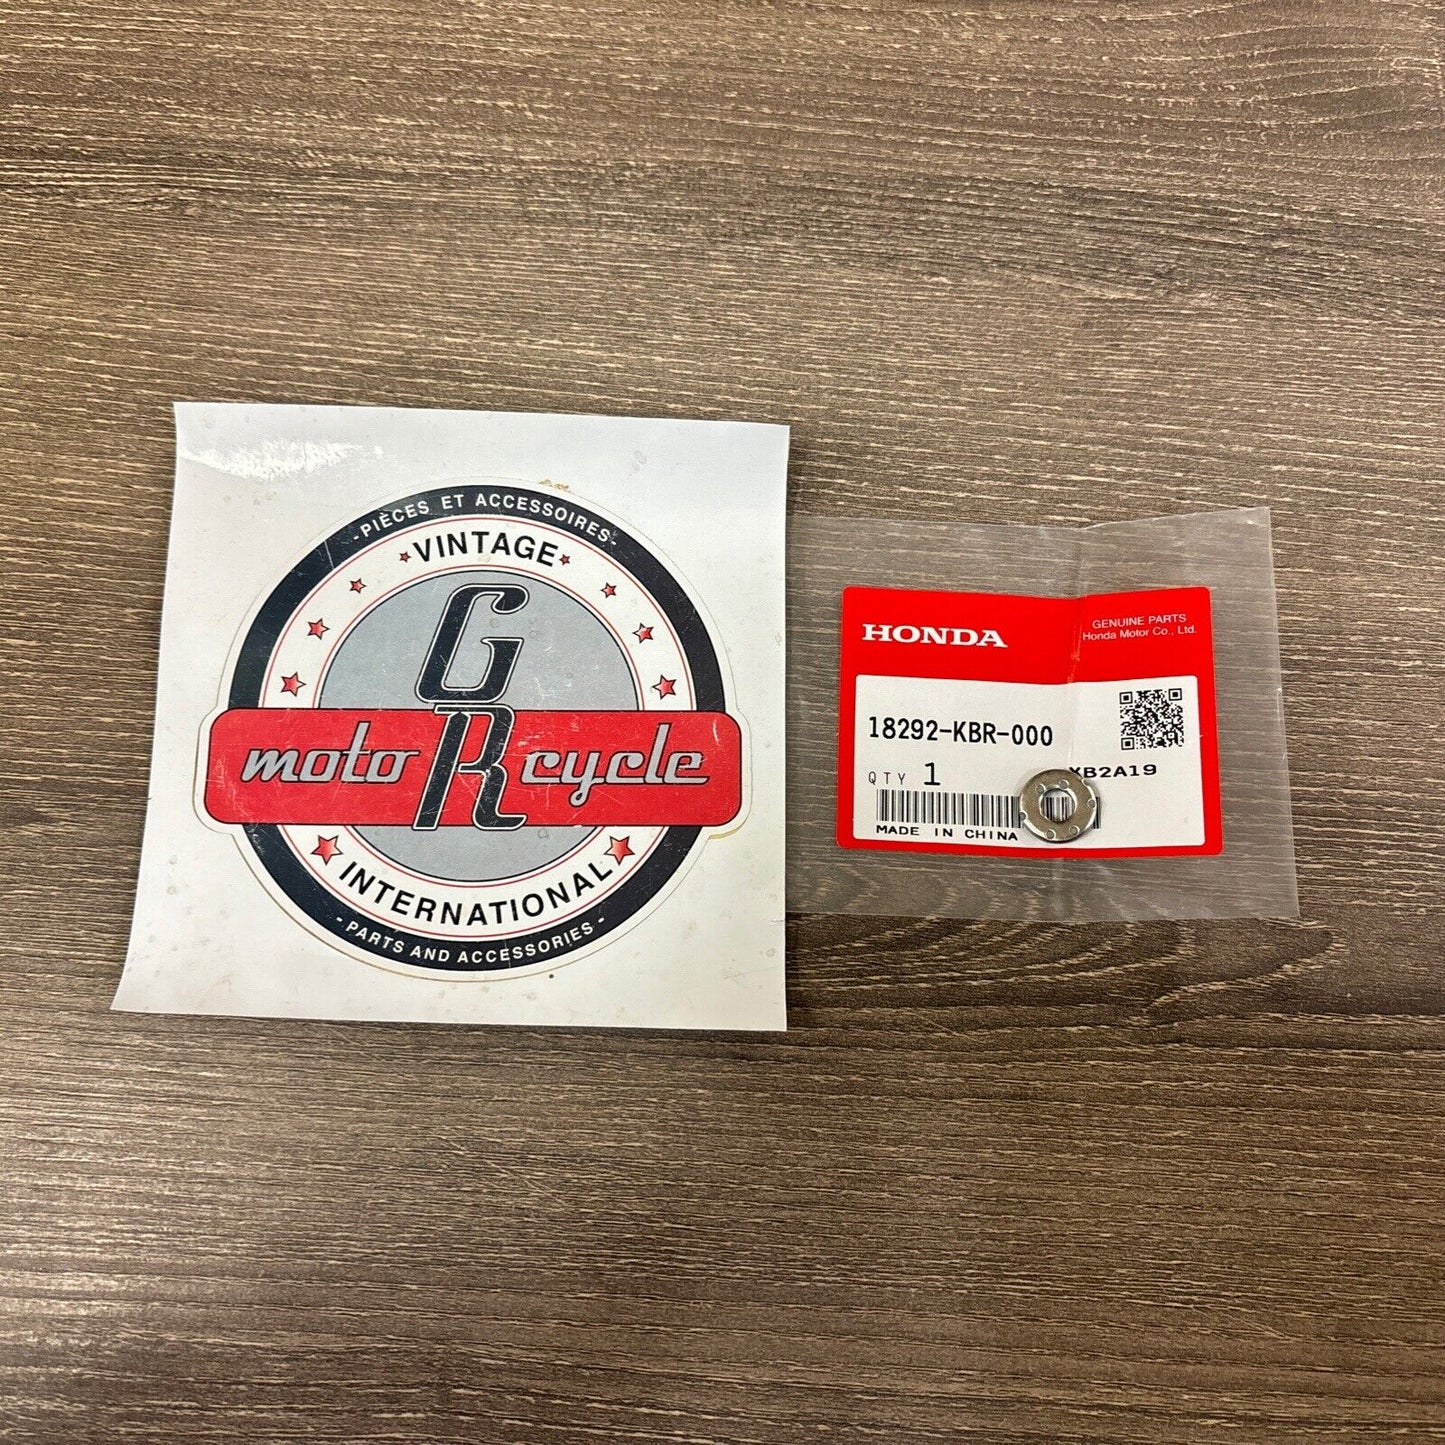 -PIÈCES ET ACCESSOIRES-
VINTAGE
GR
moto cycle
INTERNATIONAL
- PARTS AND ACCESSORIES -
HONDA
GENUINE PARTS
Honda Motor Co., Ltd.
18292-KBR-000
QTY 1
MADE IN CHINA